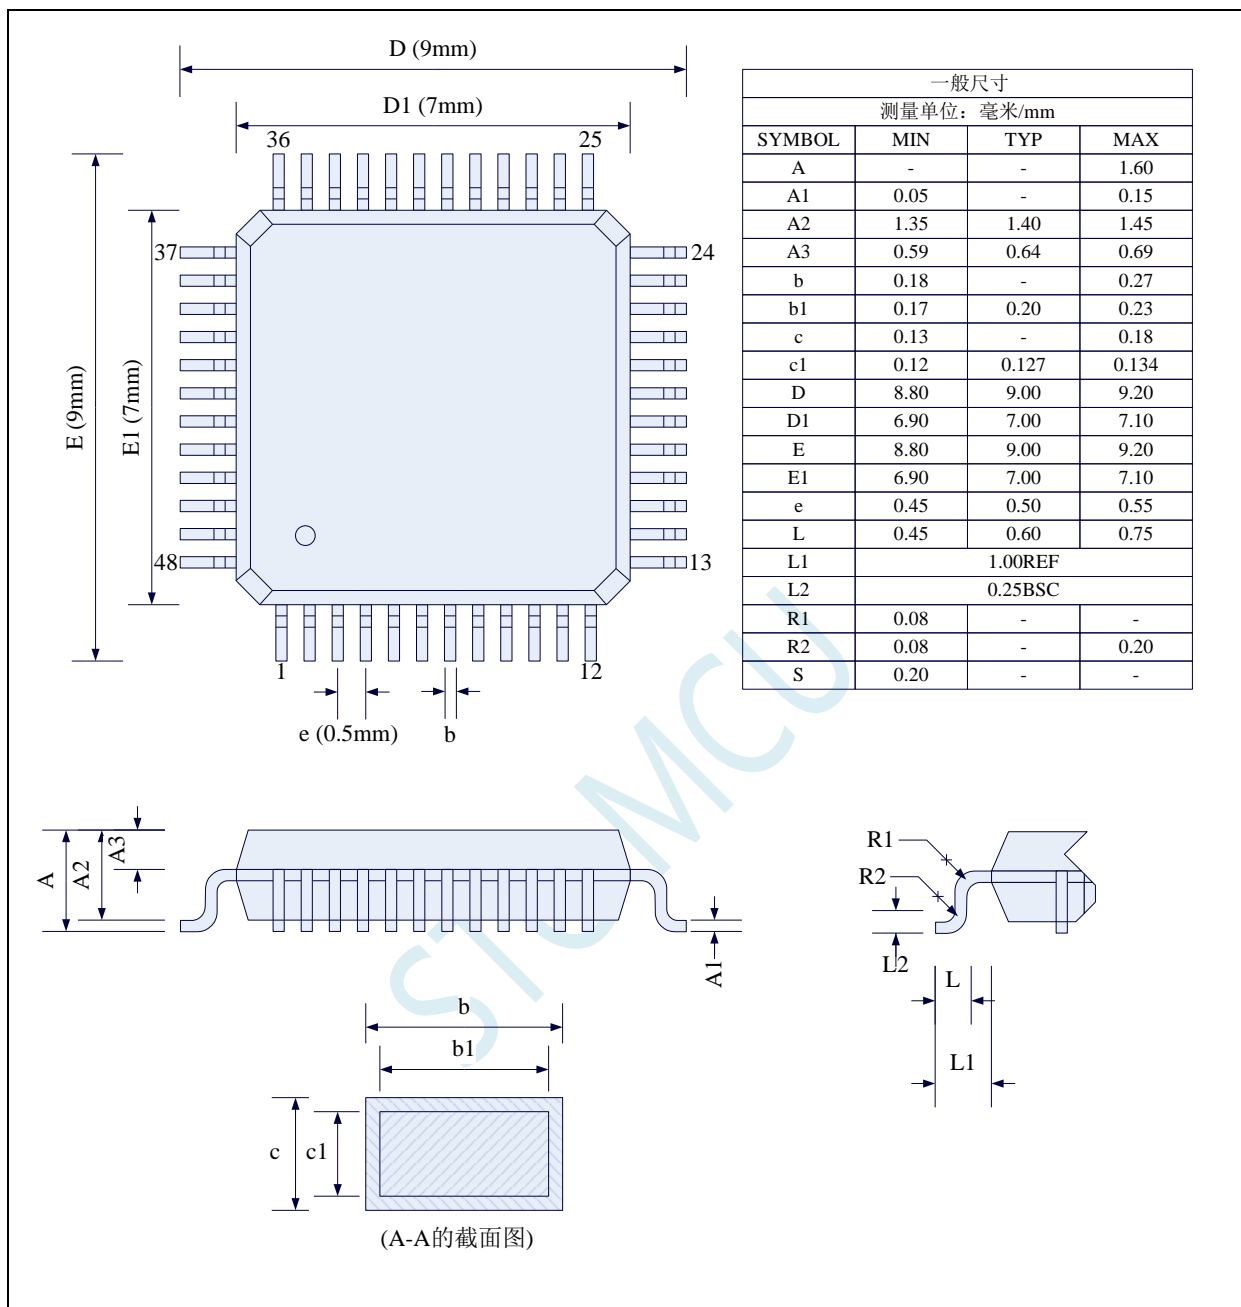 D (9mm)
D1 (7mm)
36
25
37
24
48
13
1
12
E (9mm)
E1 (7mm)
e (0.5mm)
b
一般尺寸
测量单位：毫米/mm
SYMBOL MIN TYP MAX
A - - 1.60
A1 0.05 - 0.15
A2 1.35 1.40 1.45
A3 0.59 0.64 0.69
b 0.18 - 0.27
b1 0.17 0.20 0.23
c 0.13 - 0.18
c1 0.12 0.127 0.134
D 8.80 9.00 9.20
D1 6.90 7.00 7.10
E 8.80 9.00 9.20
E1 6.90 7.00 7.10
e 0.45 0.50 0.55
L 0.45 0.60 0.75
L1 1.00REF
L2 0.25BSC
R1 0.08 - -
R2 0.08 - 0.20
S 0.20 - -
A
A2
A3
A1
R1
R2
L2
L
L1
b
b1
c
c1
(A-A的截面图)
STC MCU